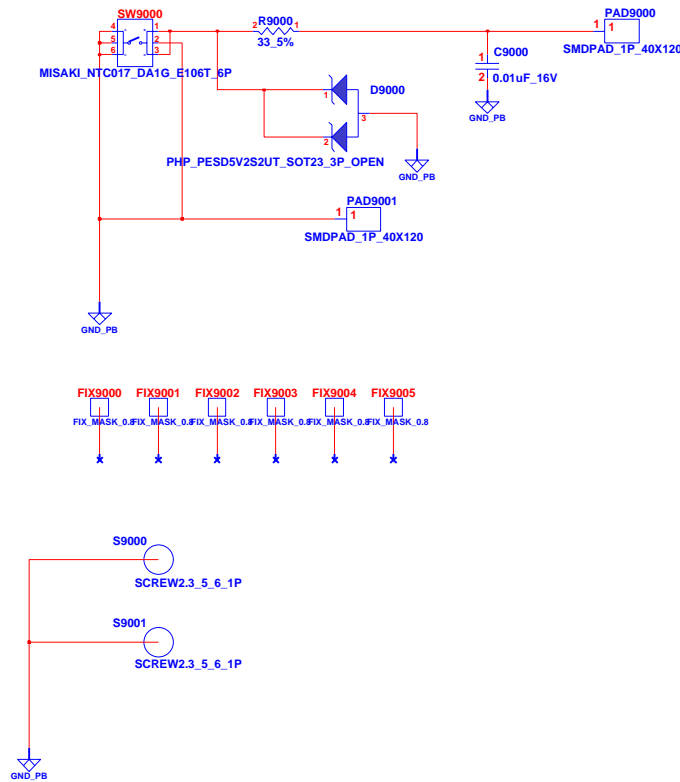 SW9000
4
5
6
1
2
3
MISAKI_NTC017_DA1G_E106T_6P
R9000
2
1
33_5%
PAD9000
1
1
SMDPAD_1P_40X120
C9000
1
2
0.01uF_16V
GND_PB
D9000
1
2
3
PHP_PESD5V2S2UT_SOT23_3P_OPEN
GND_PB
PAD9001
1
1
SMDPAD_1P_40X120
GND_PB
FIX9000 FIX9001 FIX9002 FIX9003 FIX9004 FIX9005
FIX_MASK_0.8 FIX_MASK_0.8 FIX_MASK_0.8 FIX_MASK_0.8 FIX_MASK_0.8 FIX_MASK_0.8
S9000
SCREW2.3_5_6_1P
S9001
SCREW2.3_5_6_1P
GND_PB